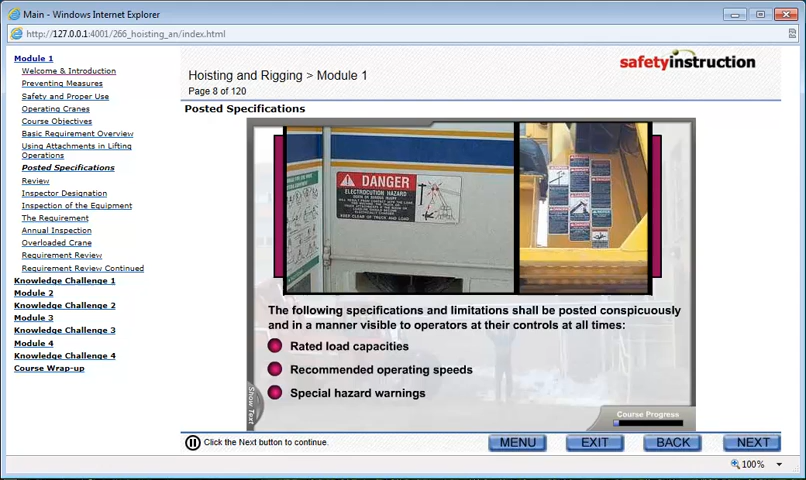 Main - Windows Internet Explorer
http://127.0.0.1:4001/266_hoisting_an/index.html
Module 1
Welcome & Introduction
Preventing Measures
Safety and Proper Use
Operating Cranes
Course Objectives
Basic Requirement Overview
Using Attachments in Lifting
Operations
Posted Specifications
Review
Inspector Designation
Inspection of the Equipment
The Requirement
Annual Inspection
Overloaded Crane
Requirement Review
Requirement Review Continued
Knowledge Challenge 1
Module 2
Knowledge Challenge 2
Module 3
Knowledge Challenge 3
Module 4
Knowledge Challenge 4
Course Wrap-up
safetyinstruction
Hoisting and Rigging > Module 1
Page 8 of 120
Posted Specifications
DANGER
ELECTROCUTION HAZARD
KEEP CLEAR OF TRUCK AND LOAD
The following specifications and limitations shall be posted conspicuously
and in a manner visible to operators at their controls at all times:
Rated load capacities
Recommended operating speeds
Special hazard warnings
Show Text
Course Progress
Click the Next button to continue.
MENU
EXIT
BACK
NEXT
100%